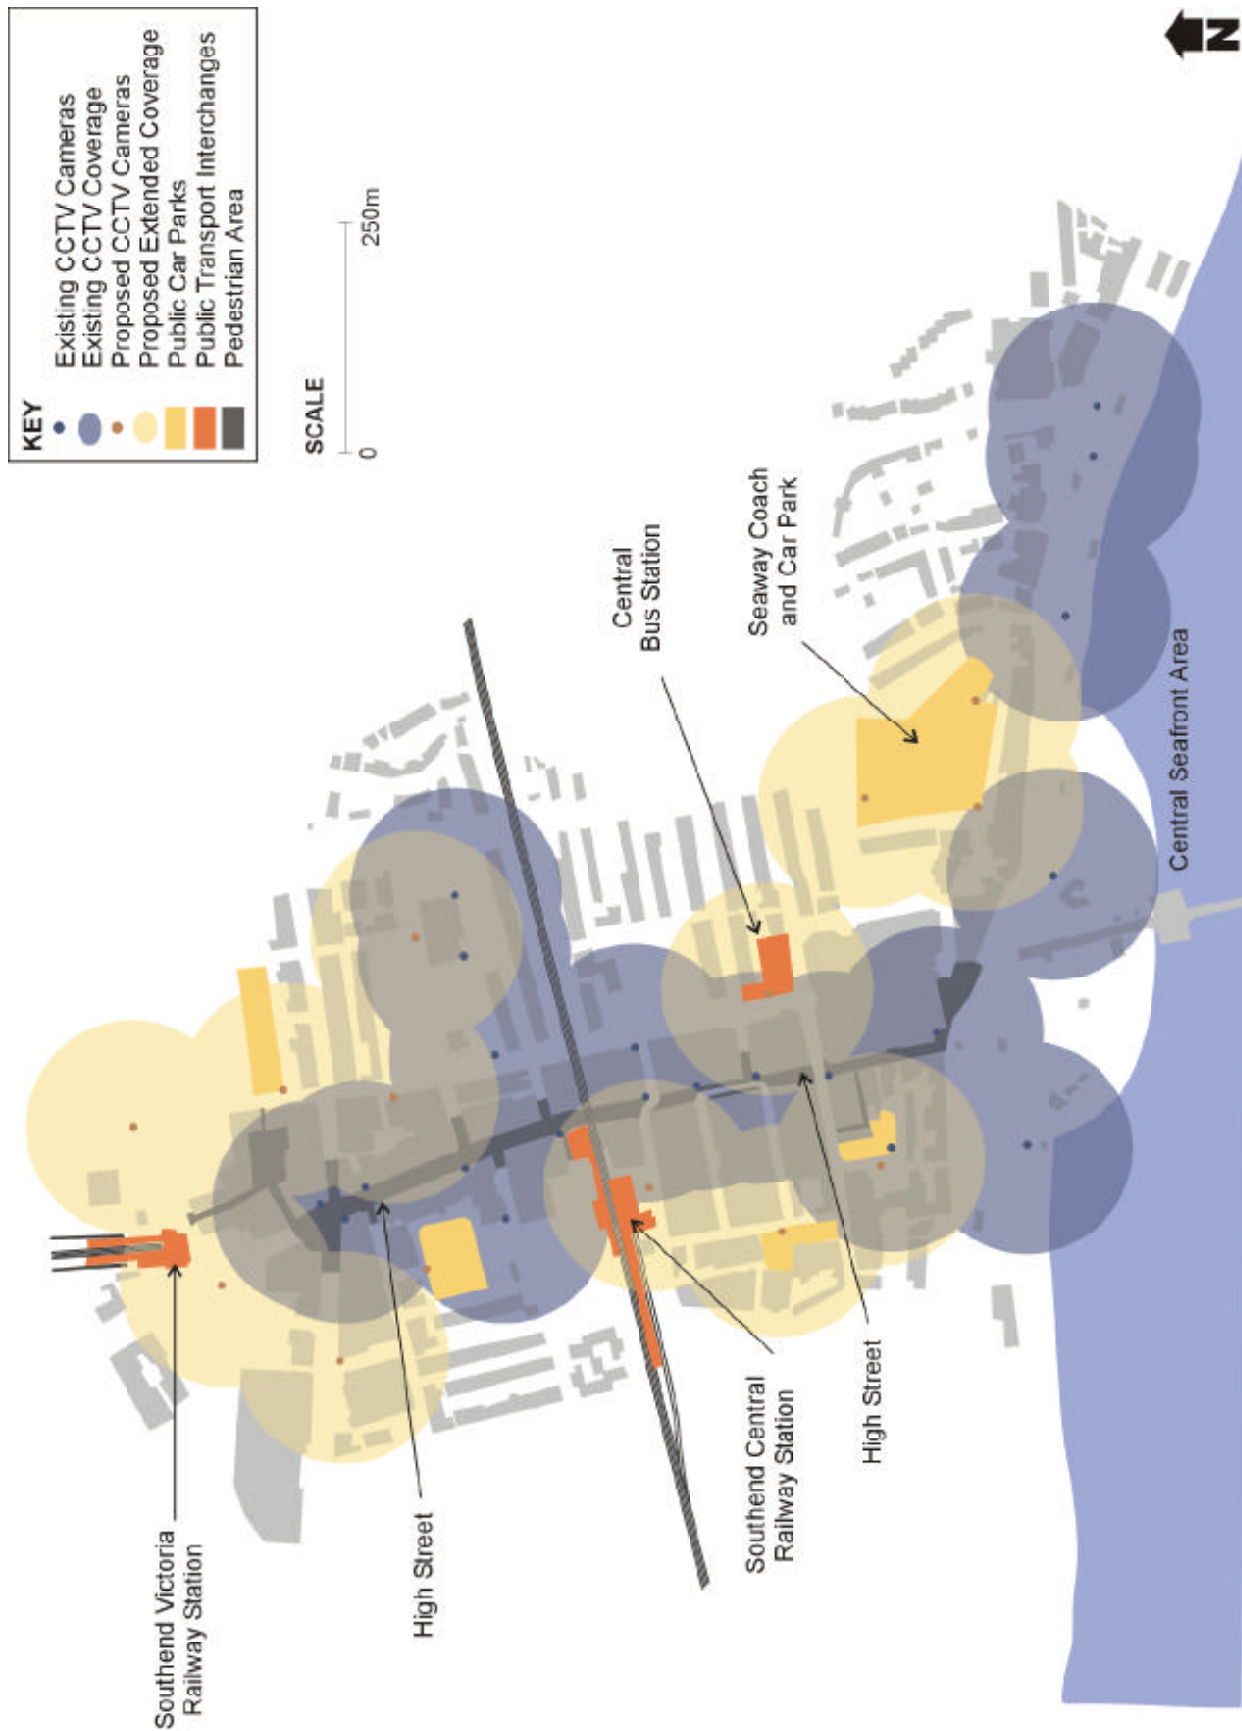 KEY
Existing CCTV Cameras
Existing CCTV Coverage
Proposed CCTV Cameras
Proposed Extended Coverage
Public Car Parks
Public Transport Interchanges
Pedestrian Area
SCALE
0
250m
N
Southend Victoria
Railway Station
High Street
Southend Central
Railway Station
High Street
Central
Bus Station
Seaway Coach
and Car Park
Central Seafront Area